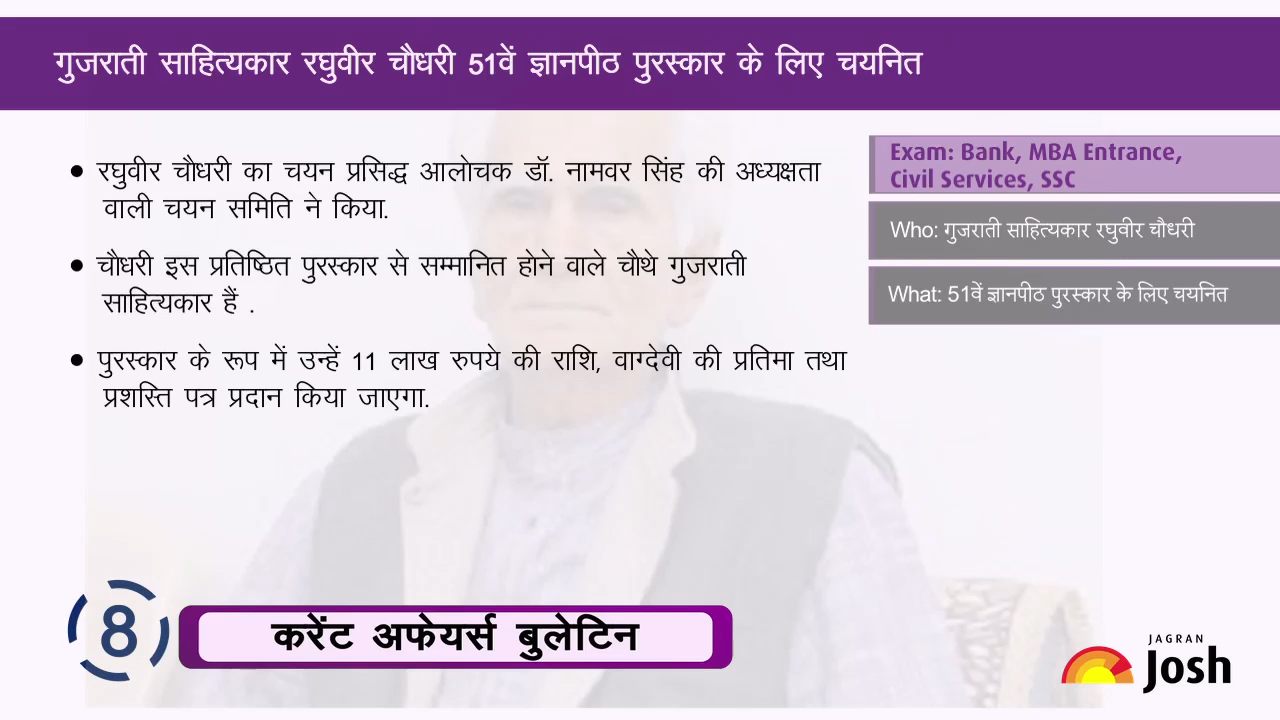 गुजराती साहित्यकार रघुवीर चौधरी 51वें ज्ञानपीठ पुरस्कार के लिए चयनित
• रघुवीर चौधरी का चयन प्रसिद्ध आलोचक डॉ. नामवर सिंह की अध्यक्षता
वाली चयन समिति ने किया.
• चौधरी इस प्रतिष्ठित पुरस्कार से सम्मानित होने वाले चौथे गुजराती
साहित्यकार हैं .
• पुरस्कार के रूप में उन्हें 11 लाख रुपये की राशि, वाग्देवी की प्रतिमा तथा
प्रशस्ति पत्र प्रदान किया जाएगा.
Exam: Bank, MBA Entrance,
Civil Services, SSC
Who: गुजराती साहित्यकार रघुवीर चौधरी
What: 51वें ज्ञानपीठ पुरस्कार के लिए चयनित
8
करेंट अफेयर्स बुलेटिन
JAGRAN
Josh